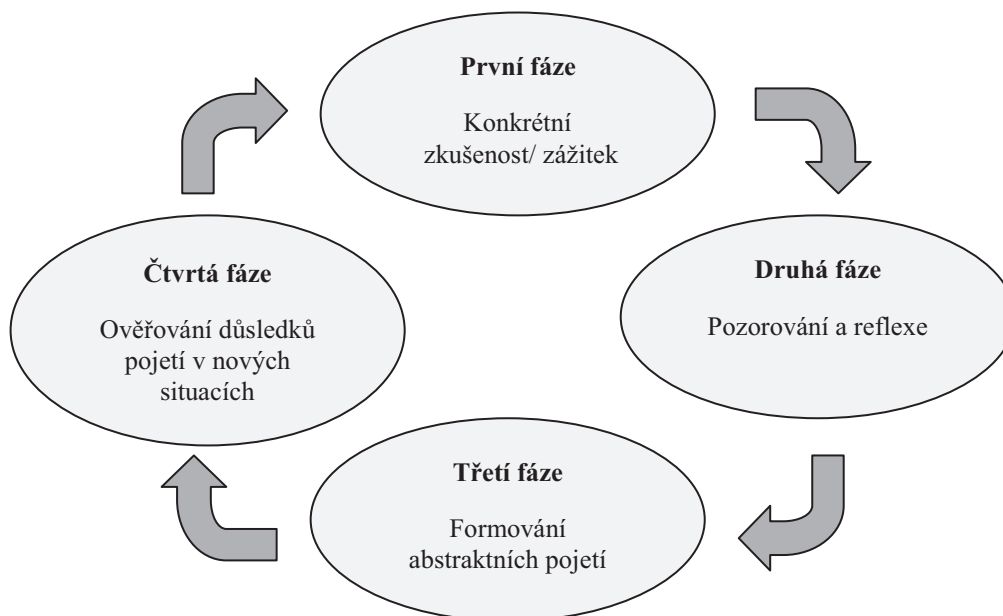 První fáze
Konkrétní
zkušenost/ zážitek
Druhá fáze
Pozorování a reflexe
Třetí fáze
Formování
abstraktních pojetí
Čtvrtá fáze
Ověřování důsledků
pojetí v nových
situacích